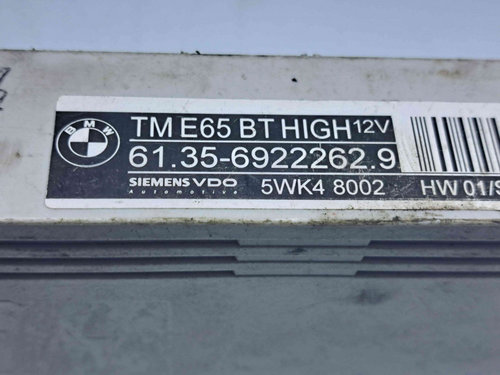 BMW
TM E65 BT HIGH 12V
61.35-6922262.9
SIEMENS VDO 5WK4 8002 HW 01/S
Automotive